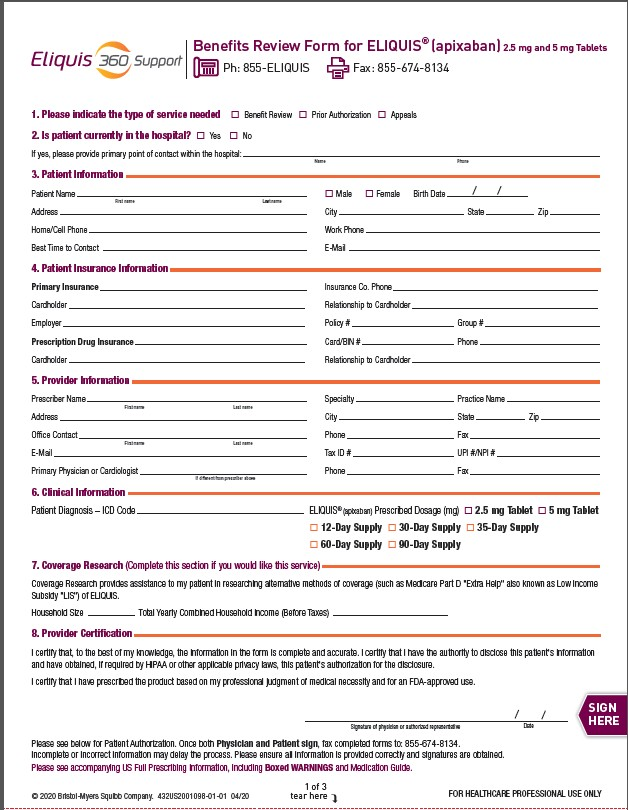 Eliquis 360 Support
Benefits Review Form for ELIQUIS® (apixaban) 2.5 mg and 5 mg Tablets
Ph: 855-ELIQUIS Fax: 855-674-8134
1. Please indicate the type of service needed Benefit Review Prior Authorization Appeals
2. Is patient currently in the hospital? Yes No
If yes, please provide primary point of contact within the hospital:
Name Phone
3. Patient Information
Patient Name Male Female Birth Date / /
First name Last name
Address City State Zip
Home/Cell Phone Work Phone
Best Time to Contact E-Mail
4. Patient Insurance Information
Primary Insurance Insurance Co. Phone
Cardholder Relationship to Cardholder
Employer Policy # Group #
Prescription Drug Insurance Card/BIN # Phone
Cardholder Relationship to Cardholder
5. Provider Information
Prescriber Name Specialty Practice Name
First name Last name
Address City State Zip
Office Contact Phone Fax
First name Last name
E-Mail Tax ID # UPI #/NPI #
Primary Physician or Cardiologist Phone Fax
If different from prescriber above
6. Clinical Information
Patient Diagnosis – ICD Code ELIQUIS® (apixaban) Prescribed Dosage (mg) 2.5 mg Tablet 5 mg Tablet
12-Day Supply 30-Day Supply 35-Day Supply
60-Day Supply 90-Day Supply
7. Coverage Research (Complete this section if you would like this service)
Coverage Research provides assistance to my patient in researching alternative methods of coverage (such as Medicare Part D "Extra Help" also known as Low Income
Subsidy "LIS") of ELIQUIS.
Household Size Total Yearly Combined Household Income (Before Taxes)
8. Provider Certification
I certify that, to the best of my knowledge, the information in the form is complete and accurate. I certify that I have the authority to disclose this patient's information
and have obtained, if required by HIPAA or other applicable privacy laws, this patient's authorization for the disclosure.
I certify that I have prescribed the product based on my professional judgment of medical necessity and for an FDA-approved use.
SIGN
HERE
/ /
Signature of physician or authorized representative Date
Please see below for Patient Authorization. Once both Physician and Patient sign, fax completed forms to: 855-674-8134.
Incomplete or incorrect information may delay the process. Please ensure all information is provided correctly and signatures are obtained.
Please see accompanying US Full Prescribing Information, including Boxed WARNINGS and Medication Guide.
© 2020 Bristol-Myers Squibb Company. 432US2001098-01-01 04/20
1 of 3
tear here
FOR HEALTHCARE PROFESSIONAL USE ONLY